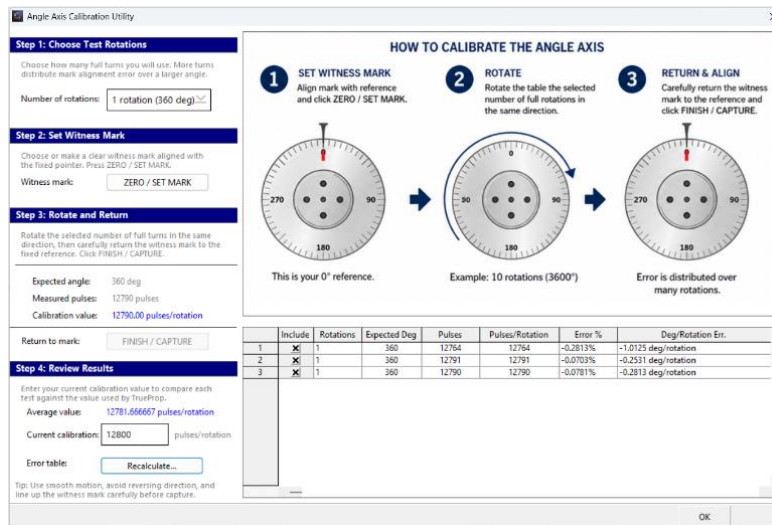 Angle Axis Calibration Utility
Step 1: Choose Test Rotations
Choose how many full turns you will use. More turns
distribute mark alignment error over a larger angle.
Number of rotations:
1 rotation (360 deg)
Step 2: Set Witness
Mark
Choose or make a clear witness mark aligned with
the fixed pointer. Press ZERO / SET MARK.
Witness mark:
ZERO / SET MARK
Step 3: Rotate and Return
Rotate the selected number of full turns in the same
direction, then carefully return the witness mark to the
fixed reference. Click FINISH / CAPTURE.
Expected angle: 360 deg
Measured pulses: 12790 pulses
Calibration value: 12790.00 pulses/rotation
Return to mark:
FINISH / CAPTURE
Step 4: Review Results
Enter your current calibration value to compare each
test against the value used by TrueProp.
Average value: 12781.666667 pulses/rotation
Current calibration: 12800 pulses/rotation
Error table:
Recalculate...
Tip: Use smooth motion, avoid reversing direction, and
line up the witness mark carefully before capture.
HOW TO CALIBRATE THE ANGLE AXIS
1
SET WITNESS MARK
Align mark with reference
and click ZERO / SET MARK.
0
270
90
180
This is your 0° reference.
2
ROTATE
Rotate the table the selected
number of full rotations in
the same direction.
0
90
90
180
Example: 10 rotations (3600°)
3
RETURN & ALIGN
Carefully return the witness
mark to the reference and
click FINISH / CAPTURE.
0
270
90
180
Error is distributed over
many rotations.
Include Rotations Expected Deg Pulses Pulses/Rotation Error % Deg/Rotation Err.
1 X 1 360 12764 12764 -0.2813% -1.0125 deg/rotation
2 X 1 360 12791 12791 -0.0703% -0.2531 deg/rotation
3 X 1 360 12790 12790 -0.0781% -0.2813 deg/rotation
OK